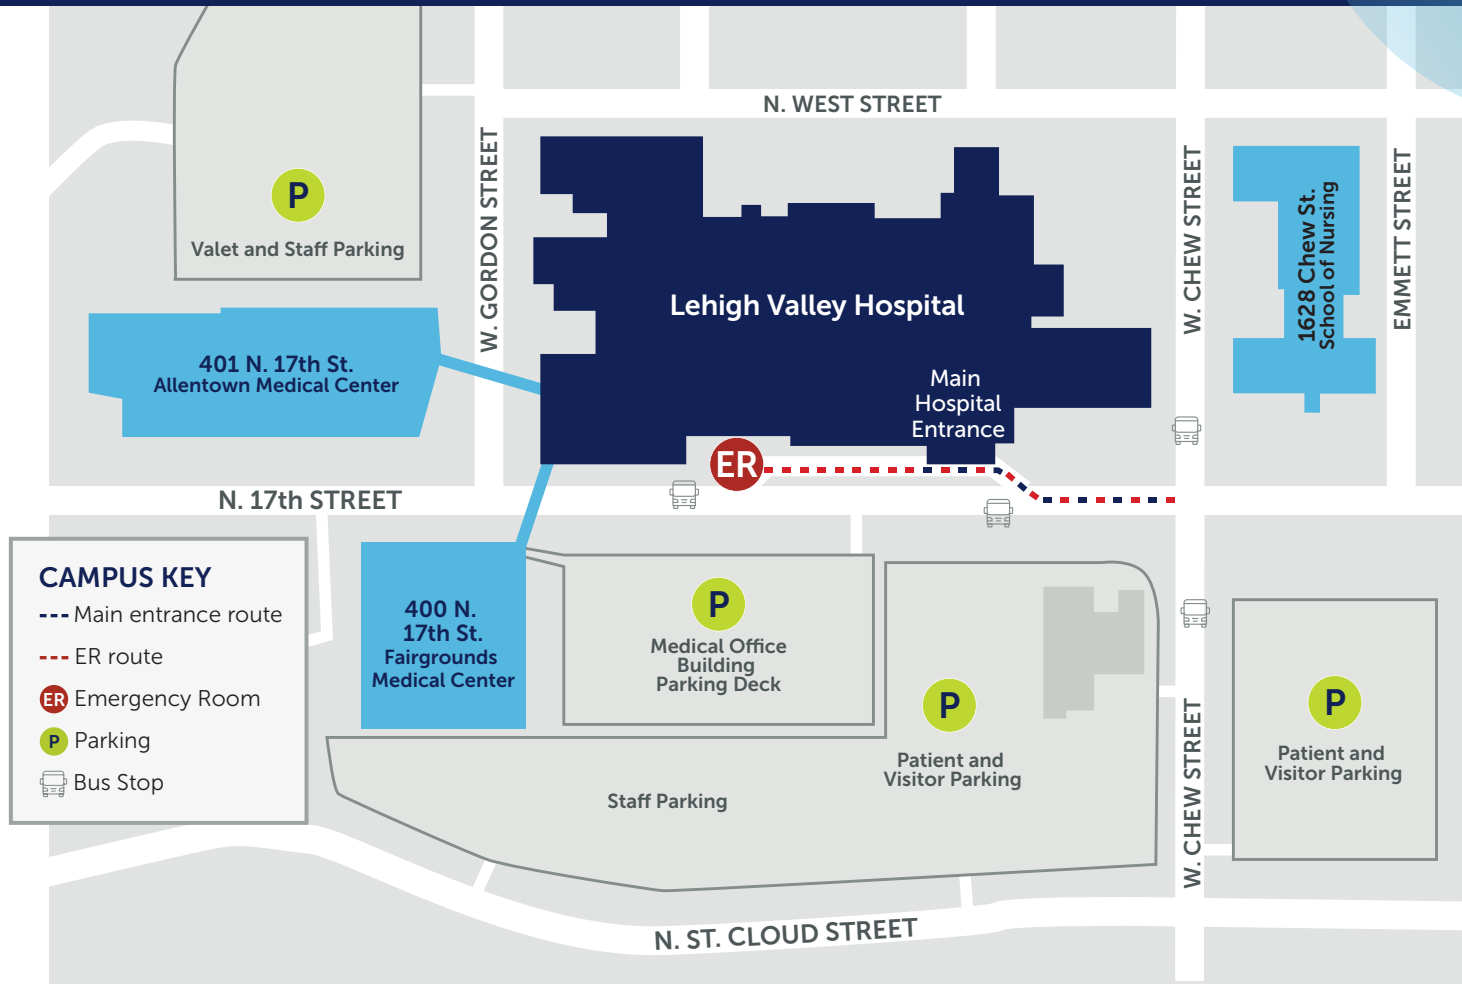 N. WEST STREET
W. GORDON STREET
W. CHEW STREET
EMMETT STREET
P
Valet and Staff Parking
Lehigh Valley Hospital
1628 Chew St.
School of Nursing
401 N. 17th St.
Allentown Medical Center
Main
Hospital
Entrance
ER
N. 17th STREET
CAMPUS KEY
Main entrance route
ER route
ER Emergency Room
P Parking
Bus Stop
400 N.
17th St.
Fairgrounds
Medical Center
P
Medical Office
Building
Parking Deck
P
Patient and
Visitor Parking
Staff Parking
W. CHEW STREET
P
Patient and
Visitor Parking
N. ST. CLOUD STREET